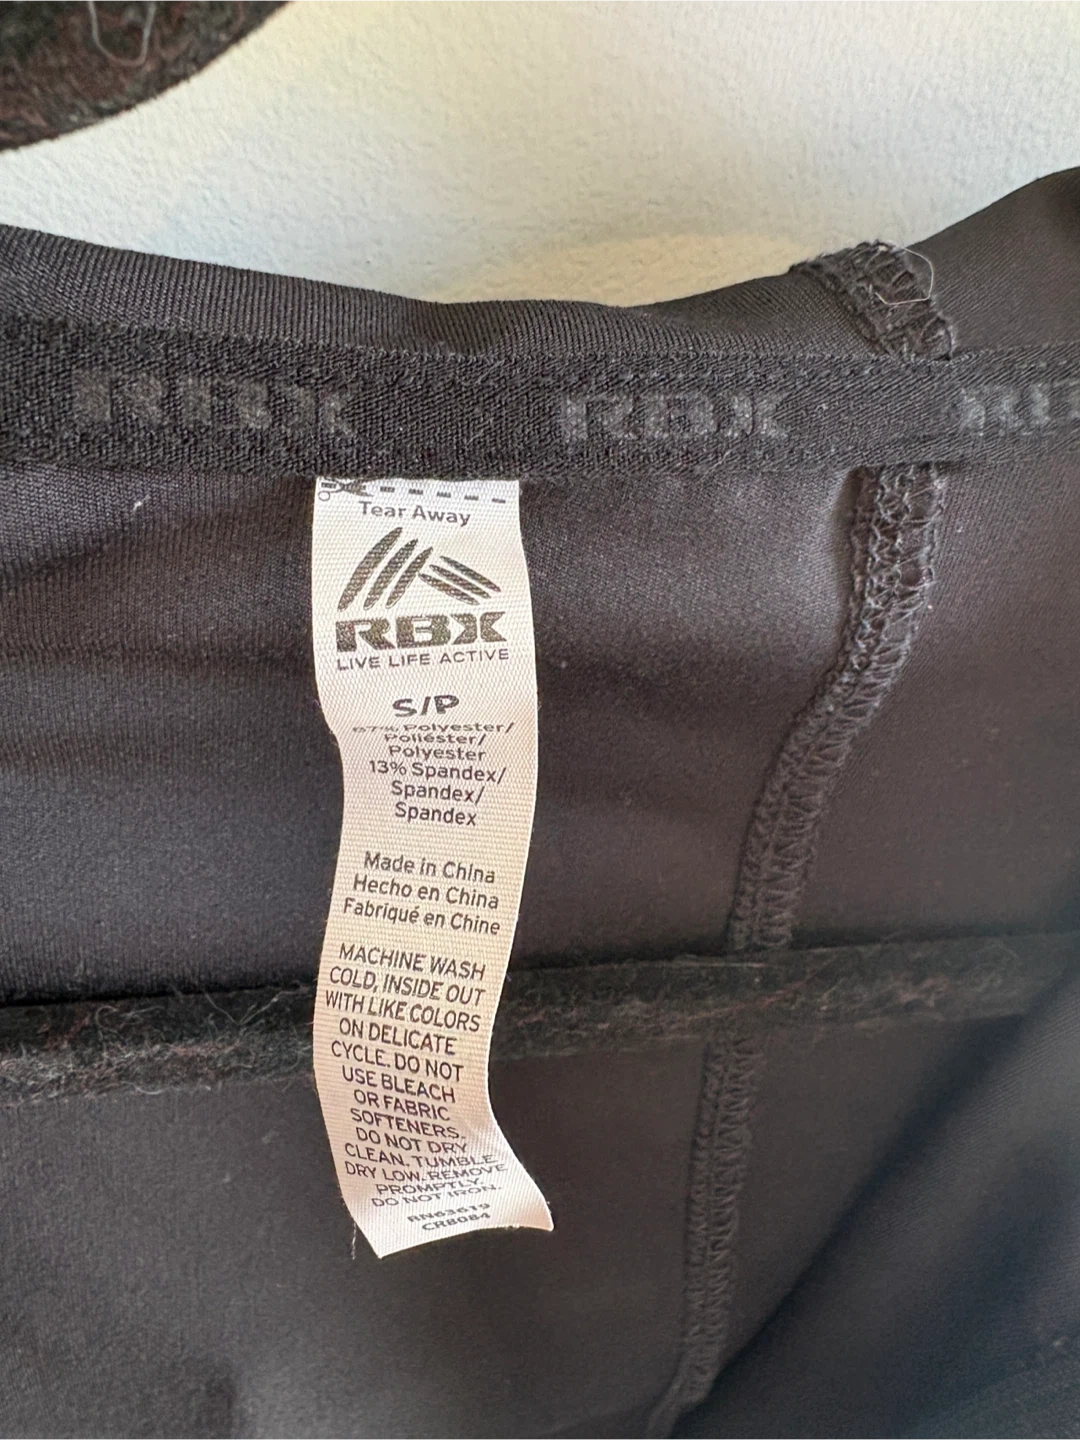 RBX RBX
Tear Away
RBX
LIVE LIFE ACTIVE
S/P
87% Polyester/
Poliéster/
Polyester
13% Spandex/
Spandex/
Spandex
Made in China
Hecho en China
Fabriqué en Chine
MACHINE WASH
COLD, INSIDE OUT
WITH LIKE COLORS
ON DELICATE
CYCLE. DO NOT
USE BLEACH
OR FABRIC
SOFTENERS.
DO NOT DRY
CLEAN. TUMBLE
DRY LOW. REMOVE
PROMPTLY.
DO NOT IRON.
RN63619
CR8084